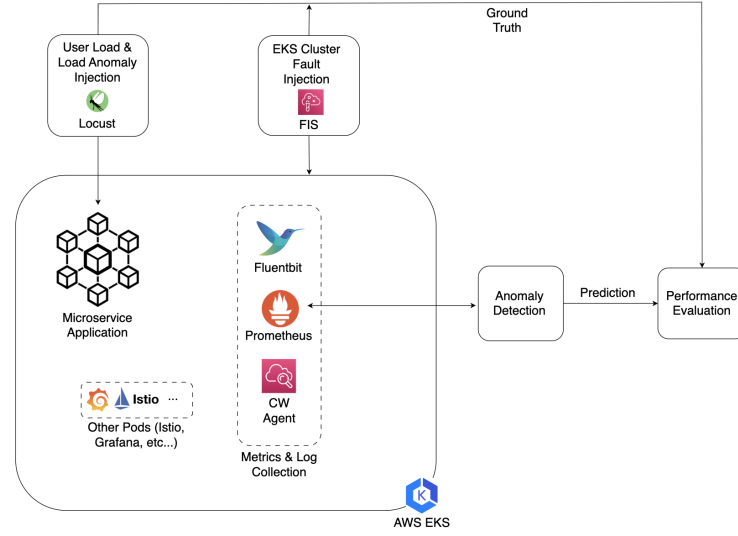 Ground
Truth
User Load &
Load Anomaly
Injection
Locust
EKS Cluster
Fault
Injection
FIS
Microservice
Application
Fluentbit
Prometheus
CW
Agent
Metrics & Log
Collection
Istio ...
Other Pods (Istio,
Grafana, etc...)
K
AWS EKS
Anomaly
Detection
Prediction
Performance
Evaluation